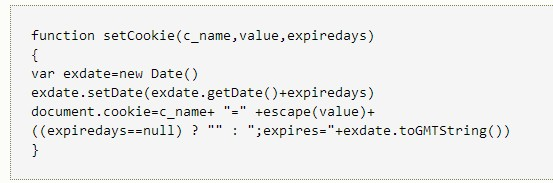 function setCookie(c_name,value,expiredays)
{
var exdate=new Date()
exdate.setDate(exdate.getDate()+expiredays)
document.cookie=c_name+ "=" +escape(value)+
((expiredays==null) ? "" : ";expires="+exdate.toGMTString())
}